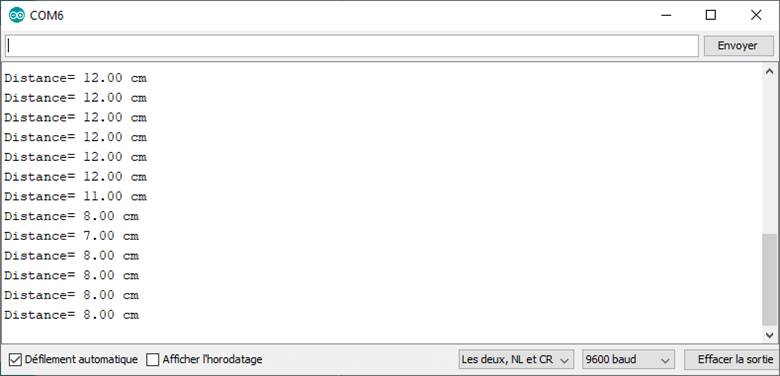 COM6
Envoyer
Distance= 12.00 cm
Distance= 12.00 cm
Distance= 12.00 cm
Distance= 12.00 cm
Distance= 12.00 cm
Distance= 12.00 cm
Distance= 11.00 cm
Distance= 8.00 cm
Distance= 7.00 cm
Distance= 8.00 cm
Distance= 8.00 cm
Distance= 8.00 cm
Distance= 8.00 cm
Défilement automatique Afficher l'horodatage Les deux, NL et CR 9600 baud Effacer la sortie